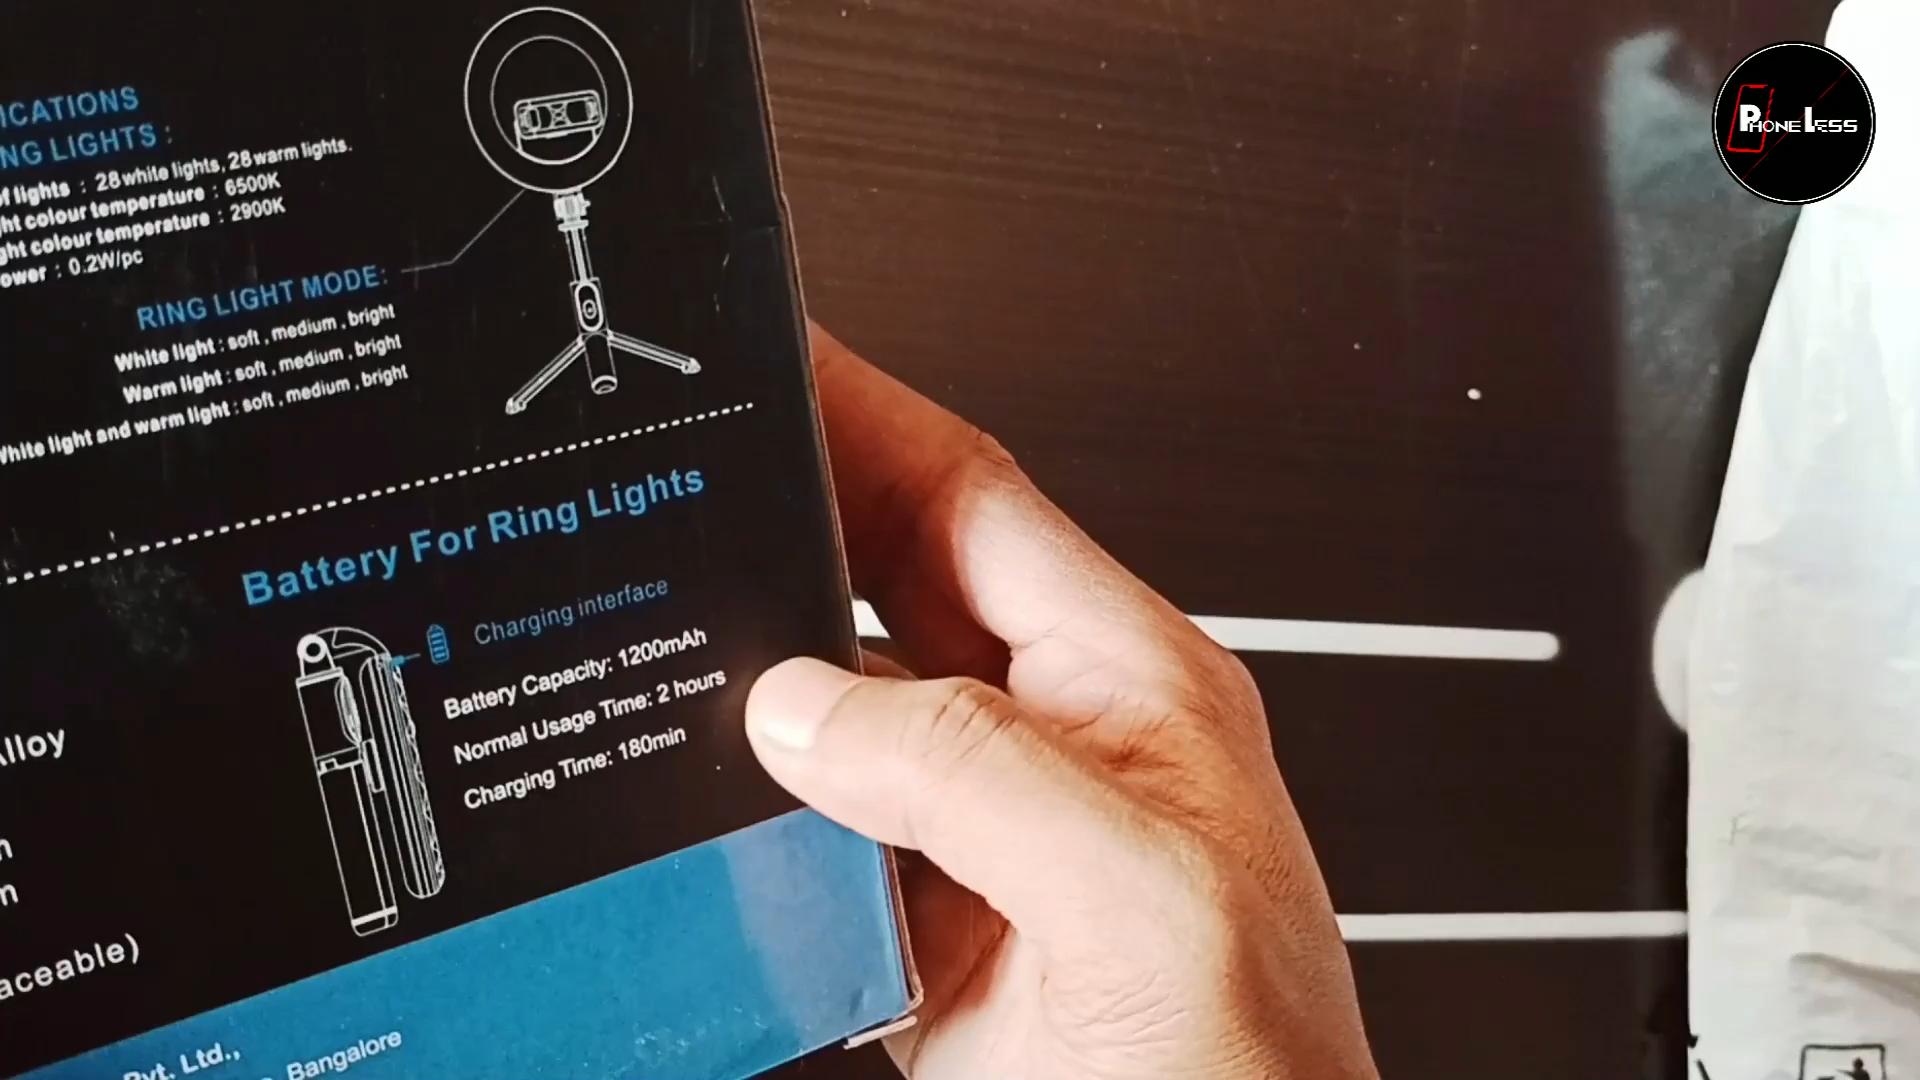 ICATIONS
NG LIGHTS :
of lights : 28 white lights, 28 warm lights.
ght colour temperature : 6500K
ght colour temperature : 2900K
ower : 0.2W/pc
RING LIGHT MODE:
White light : soft , medium , bright
Warm light : soft , medium , bright
White light and warm light : soft , medium , bright
Battery For Ring Lights
Charging interface
Battery Capacity: 1200mAh
Normal Usage Time: 2 hours
Charging Time: 180min
Alloy
aceable)
Pvt. Ltd.,
Bangalore
PHONELESS